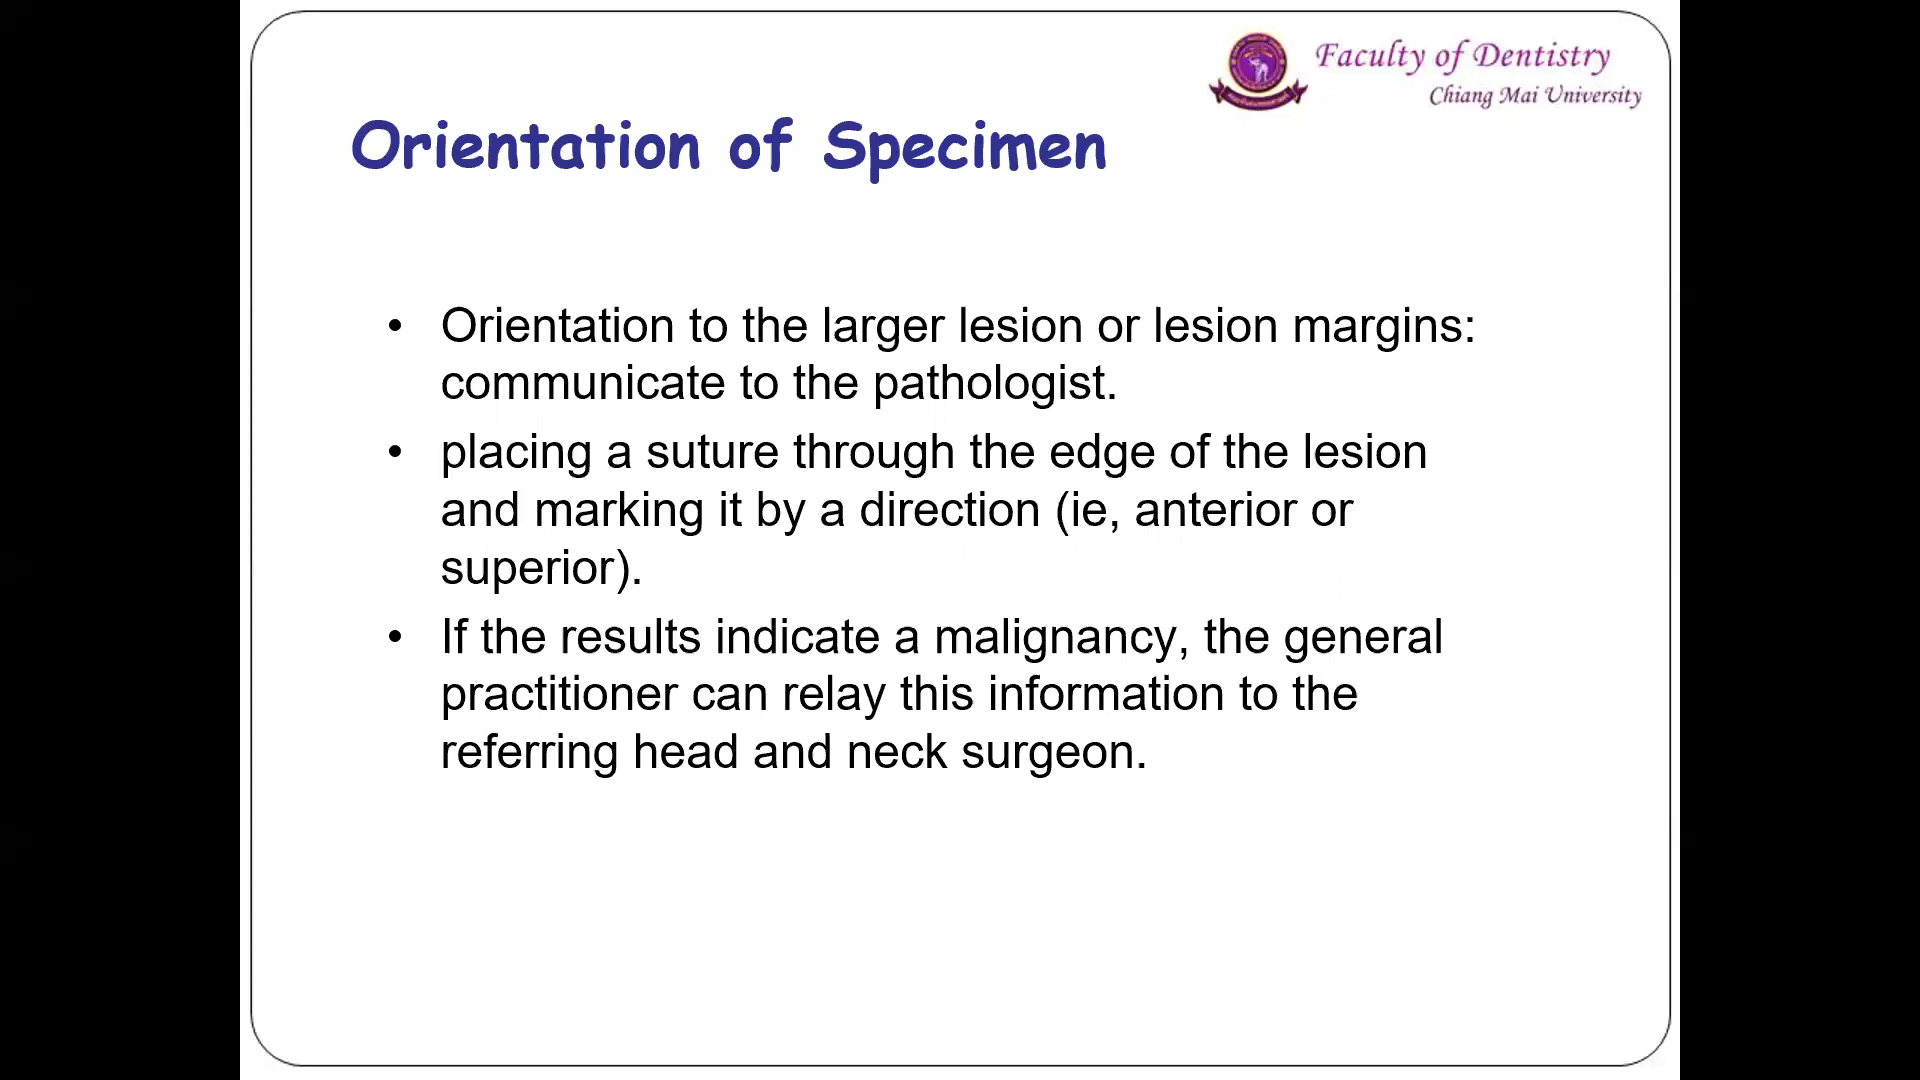 Faculty of Dentistry
Chiang Mai University
Orientation of Specimen
• Orientation to the larger lesion or lesion margins:
communicate to the pathologist.
• placing a suture through the edge of the lesion
and marking it by a direction (ie, anterior or
superior).
• If the results indicate a malignancy, the general
practitioner can relay this information to the
referring head and neck surgeon.